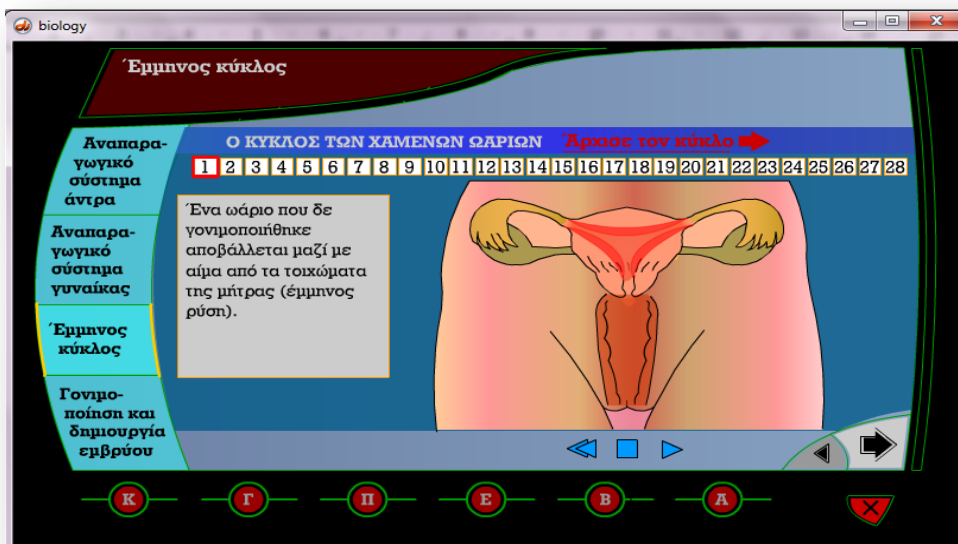 biology
Έμμηνος κύκλος
Ο ΚΥΚΛΟΣ ΤΩΝ ΧΑΜΕΝΩΝ ΩΑΡΙΩΝ Άρχισε τον κύκλο
1 2 3 4 5 6 7 8 9 10 11 12 13 14 15 16 17 18 19 20 21 22 23 24 25 26 27 28
Αναπαρα-
γωγικό
σύστημα
άντρα
Αναπαρα-
γωγικό
σύστημα
γυναίκας
Έμμηνος
κύκλος
Γονιμο-
ποίηση και
δημιουργία
εμβρύου
Ένα ωάριο που δε
γονιμοποιήθηκε
αποβάλλεται μαζί με
αίμα από τα τοιχώματα
της μήτρας (έμμηνος
ρύση).
Κ Γ Π Ε Β Α